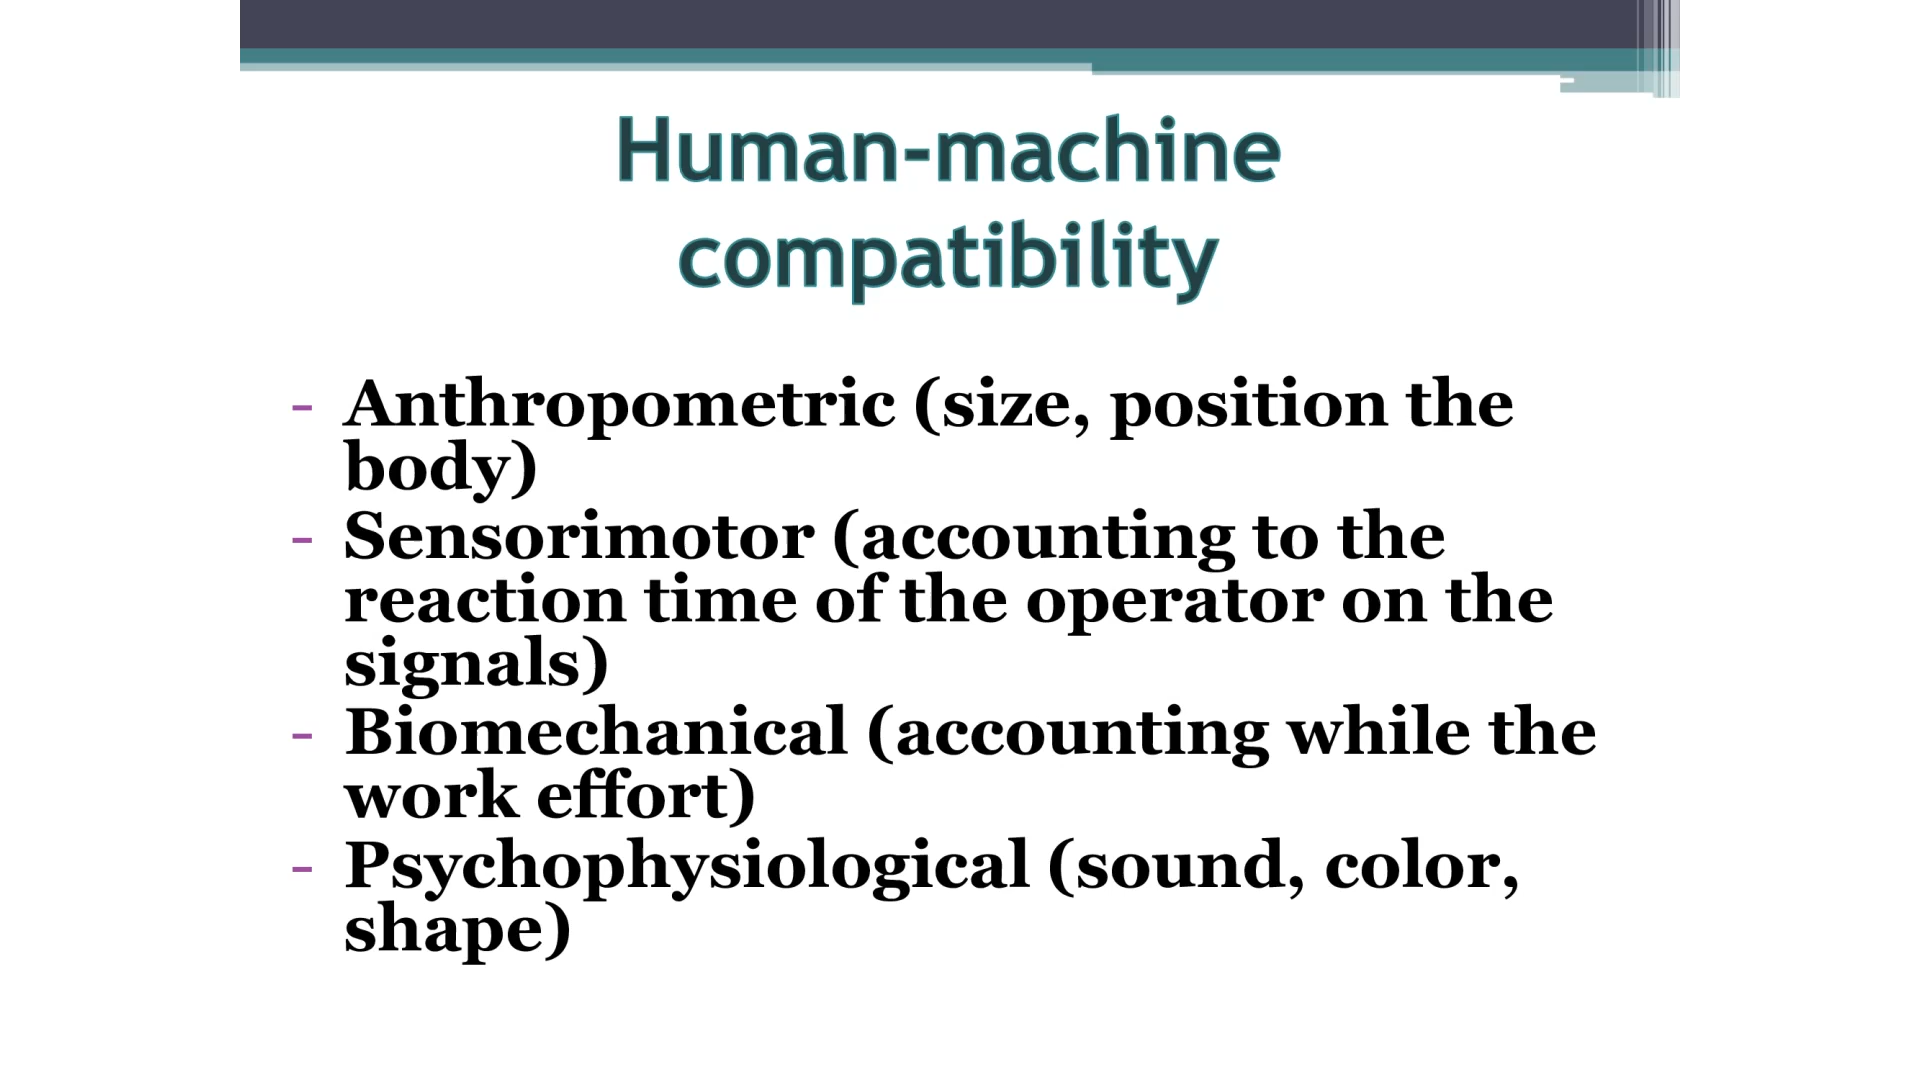 Human-machine
compatibility
- Anthropometric (size, position the
body)
- Sensorimotor (accounting to the
reaction time of the operator on the
signals)
- Biomechanical (accounting while the
work effort)
- Psychophysiological (sound, color,
shape)